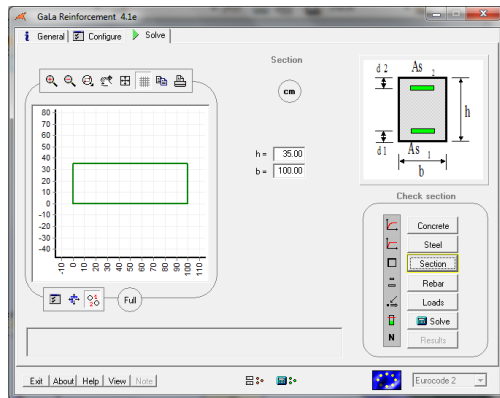 GaLa Reinforcement 4.1e
i General Configure Solve
Section
cm
h = 35.00
b = 100.00
80
70
60
50
40
30
20
10
0
-10
-20
-30
-40
-10 0 10 20 30 40 50 60 70 80 90 100 110
Full
d 2 As 2
h
d 1 As 1
b
Check section
Concrete
Steel
Section
Rebar
Loads
Solve
N Results
Exit About Help View Note
Eurocode 2